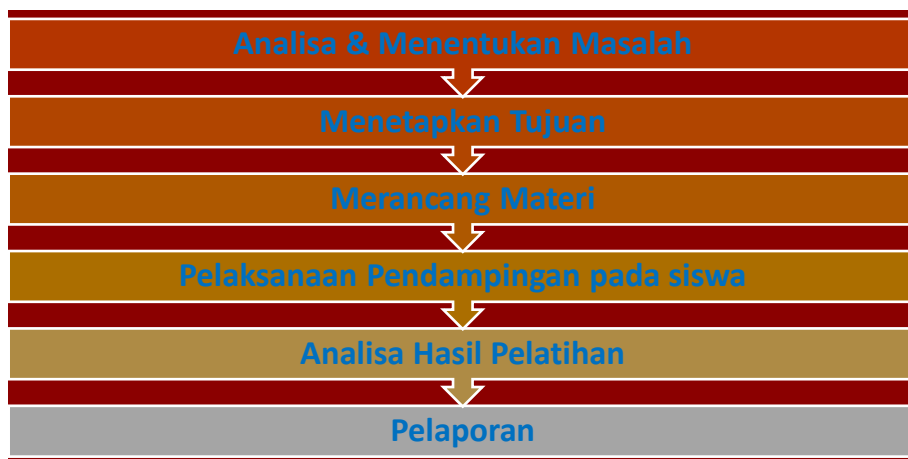 Analisa & Menentukan Masalah
Menetapkan Tujuan
Merancang Materi
Pelaksanaan Pendampingan pada siswa
Analisa Hasil Pelatihan
Pelaporan